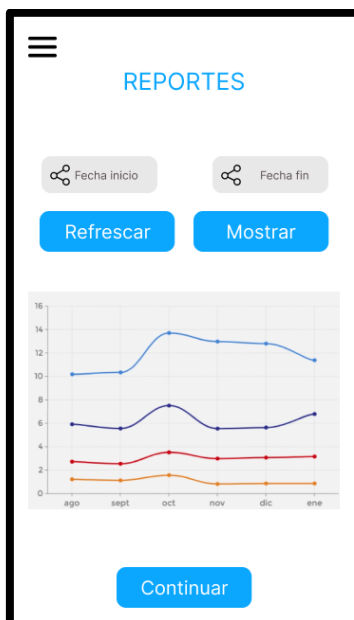 REPORTES
Fecha inicio
Fecha fin
Refrescar
Mostrar
16
14
12
10
8
6
4
2
0
ago sept oct nov dic ene
Continuar